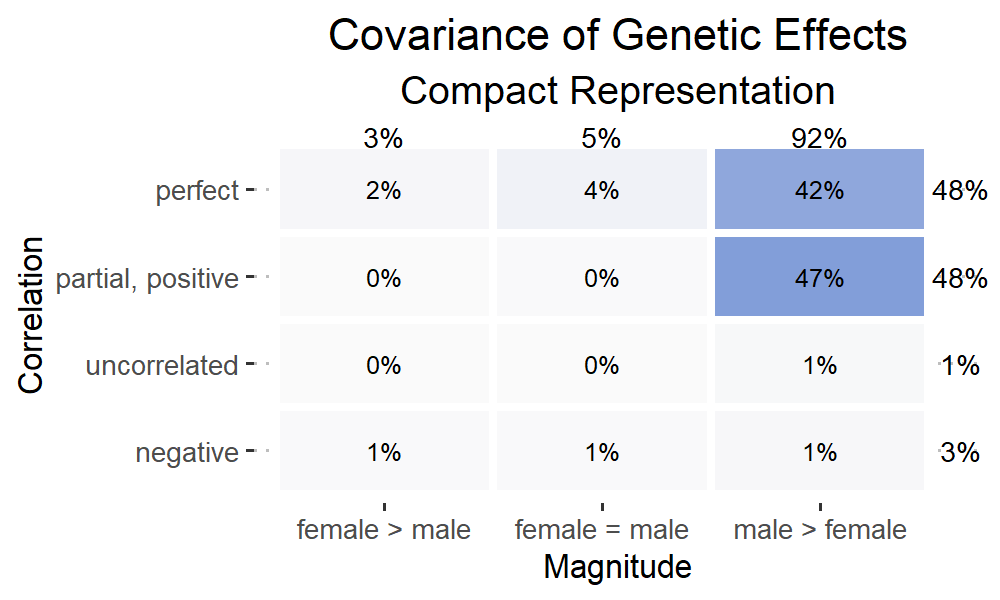 Covariance of Genetic Effects
Compact Representation
3% 5% 92%
perfect 2% 4% 42% 48%
partial, positive 0% 0% 47% 48%
uncorrelated 0% 0% 1% 1%
negative 1% 1% 1% 3%
Correlation
female > male female = male male > female
Magnitude